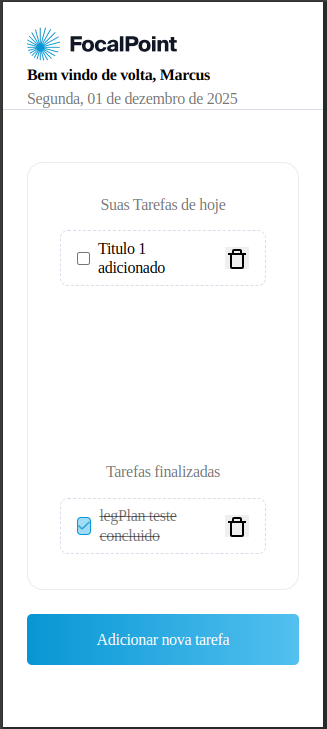 FocalPoint
Bem vindo de volta, Marcus
Segunda, 01 de dezembro de 2025
Suas Tarefas de hoje
Titulo 1
adicionado
Tarefas finalizadas
legPlan teste
concluido
Adicionar nova tarefa